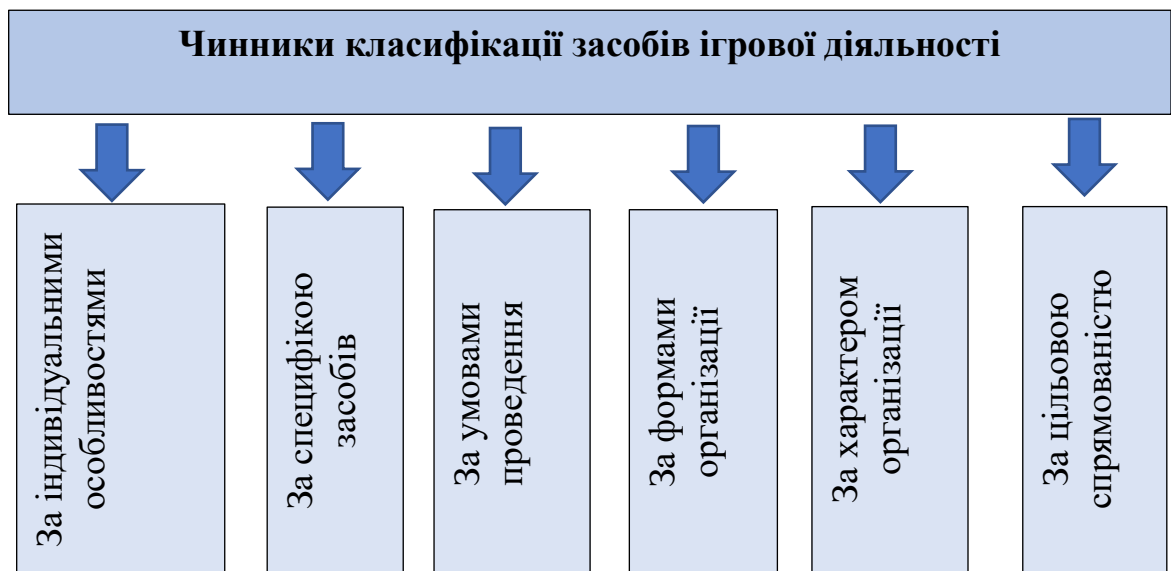 Чинники класифікації засобів ігрової діяльності
За індивідуальними
особливостями
За специфікою
засобів
За умовами
проведення
За формами
організації
За характером
організації
За цільовою
спрямованістю